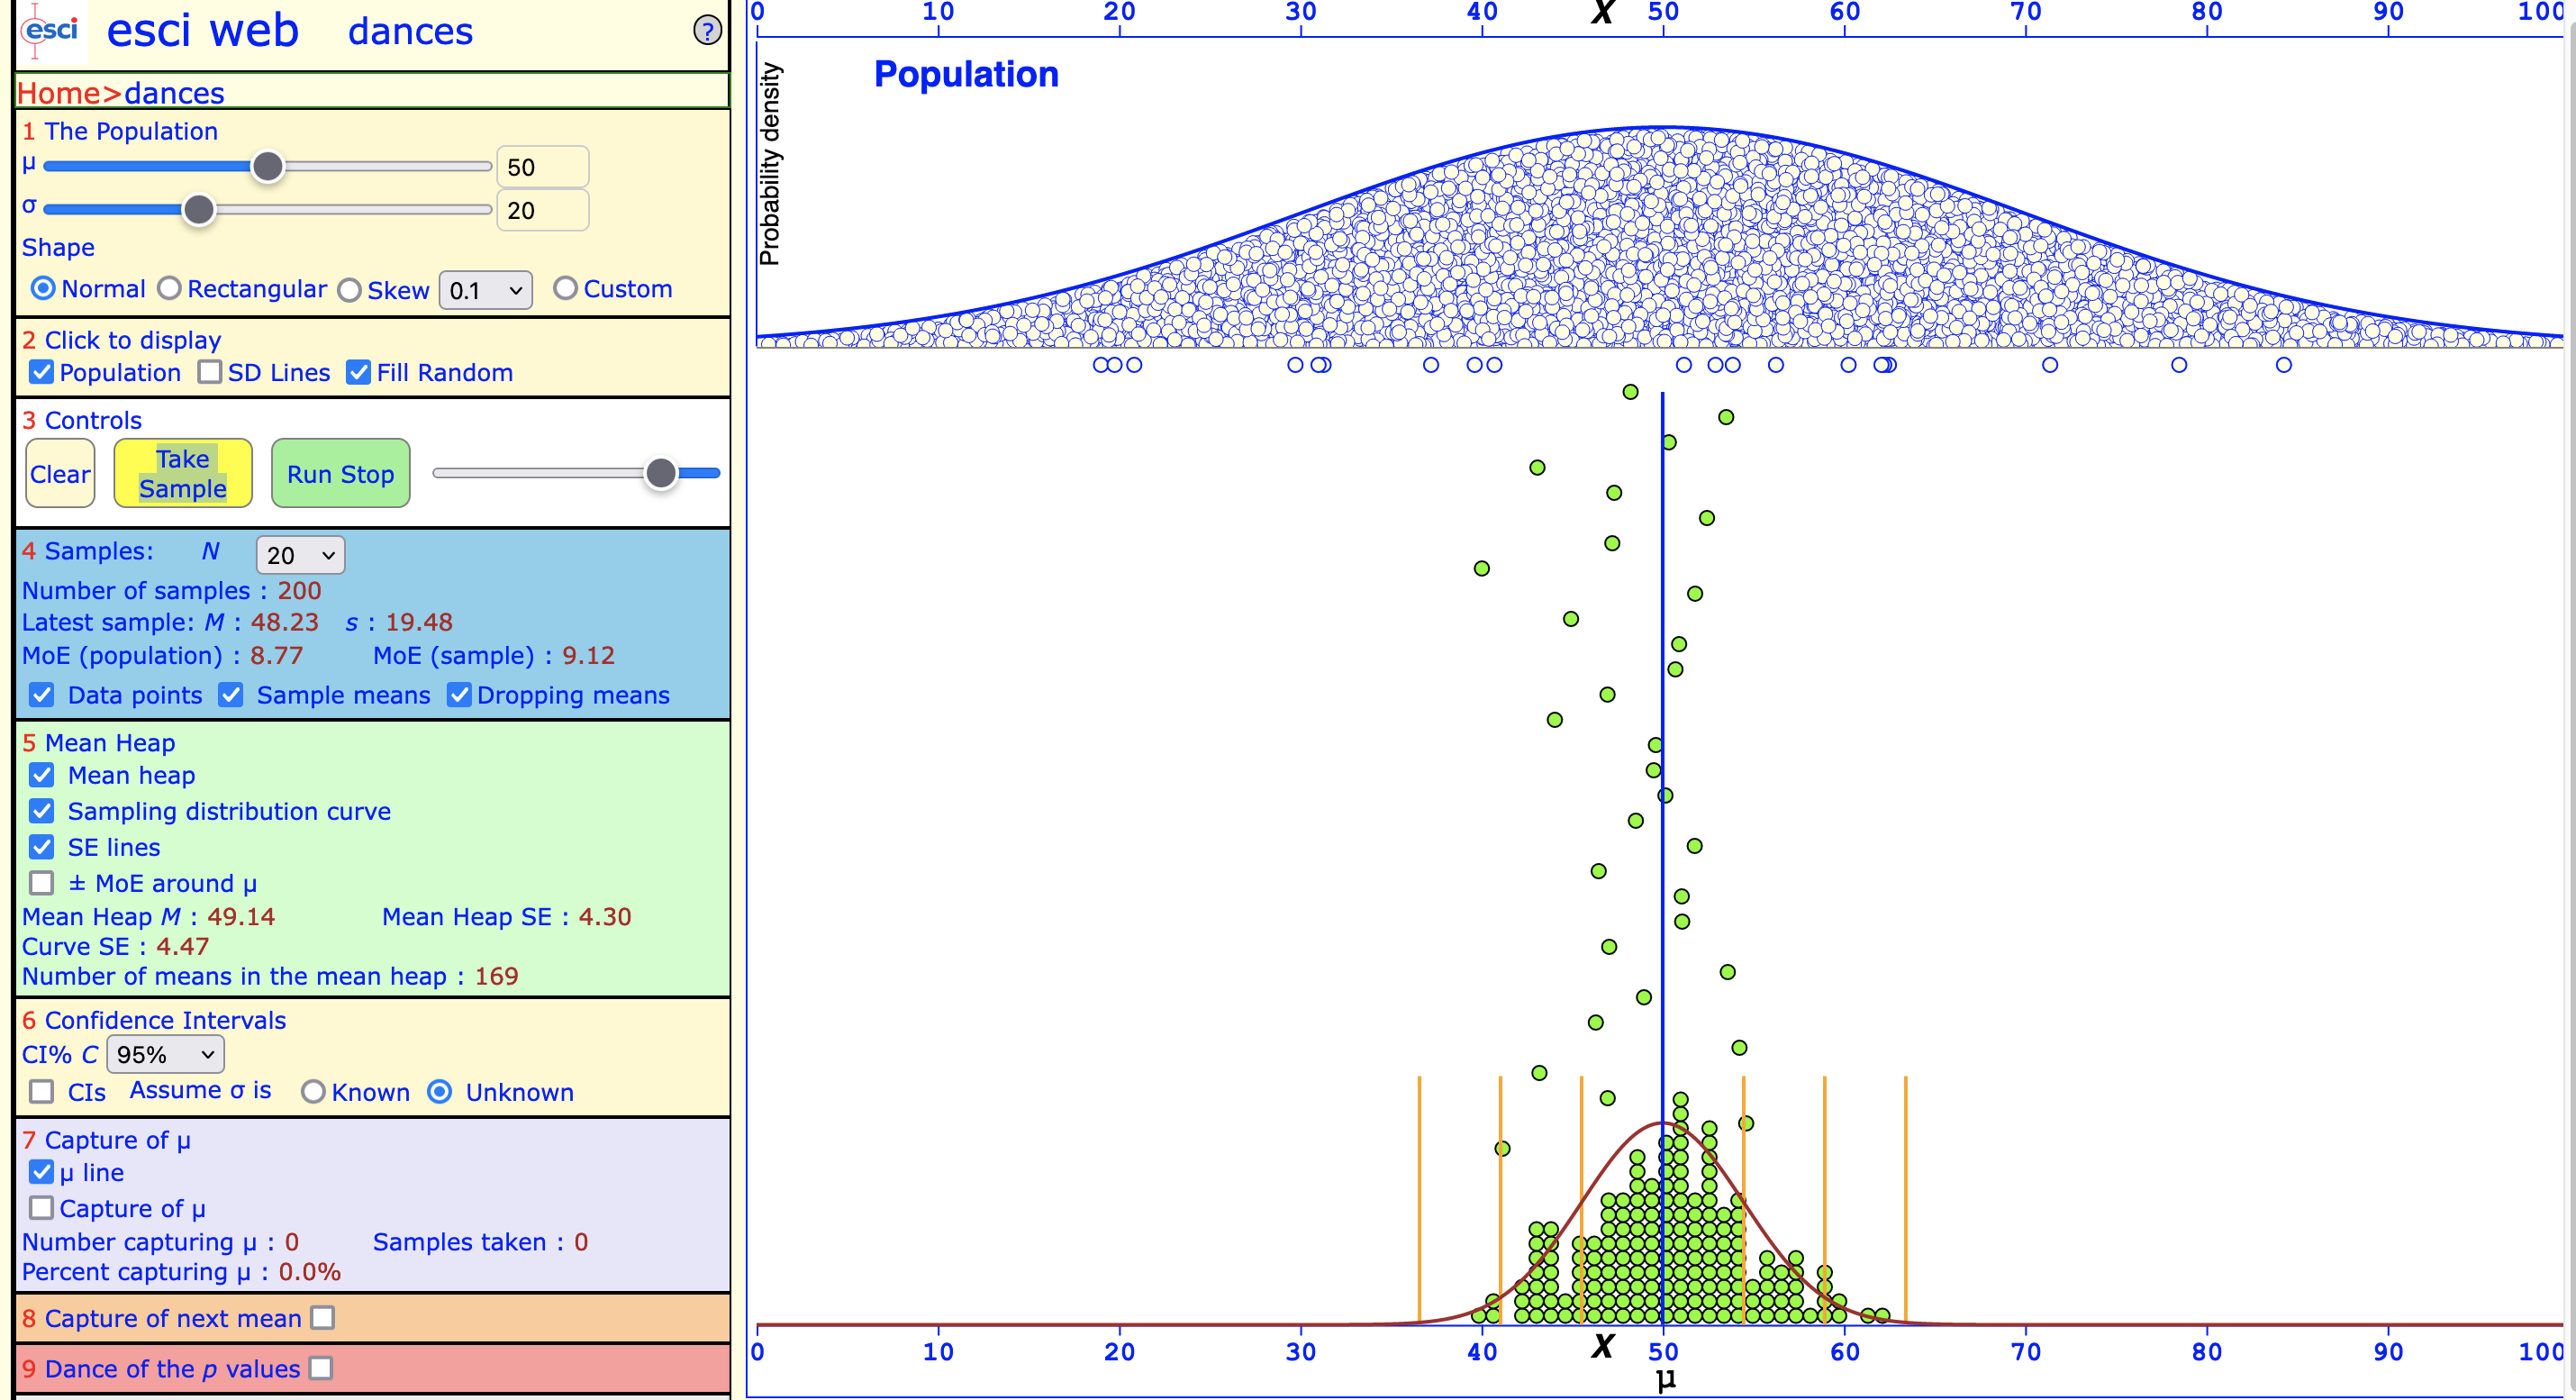 esci esci web dances ?
Home>dances
1 The Population
μ 50
σ 20
Shape
Normal Rectangular Skew 0.1 Custom
2 Click to display
Population SD Lines Fill Random
3 Controls
Clear Take Sample Run Stop
4 Samples: N 20
Number of samples : 200
Latest sample: M : 48.23 s : 19.48
MoE (population) : 8.77 MoE (sample) : 9.12
Data points Sample means Dropping means
5 Mean Heap
Mean heap
Sampling distribution curve
SE lines
± MoE around μ
Mean Heap M : 49.14 Mean Heap SE : 4.30
Curve SE : 4.47
Number of means in the mean heap : 169
6 Confidence Intervals
CI% C 95%
CIs Assume σ is Known Unknown
7 Capture of μ
μ line
Capture of μ
Number capturing μ : 0 Samples taken : 0
Percent capturing μ : 0.0%
8 Capture of next mean
9 Dance of the p values
0 10 20 30 40 X 50 60 70 80 90 100
Population
Probability density
0 10 20 30 40 X 50 60 70 80 90 100
μ